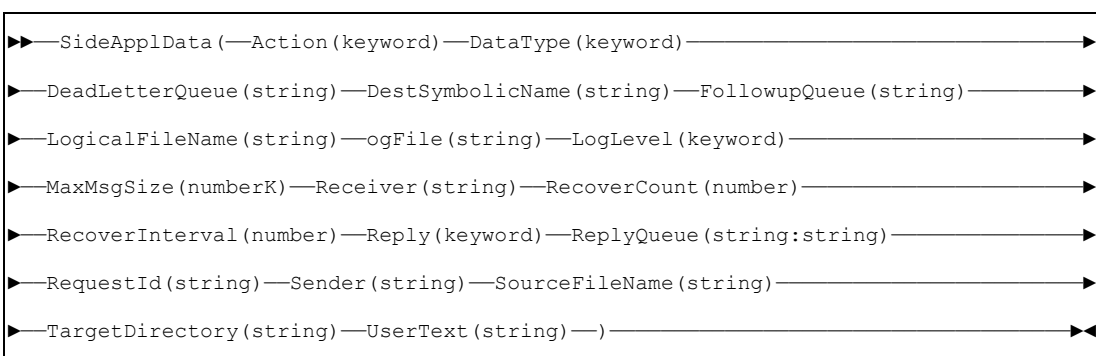 ►►──SideApplData(──Action(keyword)──DataType(keyword)──────────────────────────────────►
►──DeadLetterQueue(string)──DestSymbolicName(string)──FollowupQueue(string)─────────►
►──LogicalFileName(string)──ogFile(string)──LogLevel(keyword)─────────────────────────►
►──MaxMsgSize(numberK)──Receiver(string)──RecoverCount(number)────────────────────────►
►──RecoverInterval(number)──Reply(keyword)──ReplyQueue(string:string)────────────────►
►──RequestId(string)──Sender(string)──SourceFileName(string)──────────────────────────►
►──TargetDirectory(string)──UserText(string)──)────────────────────────────────────────►◄